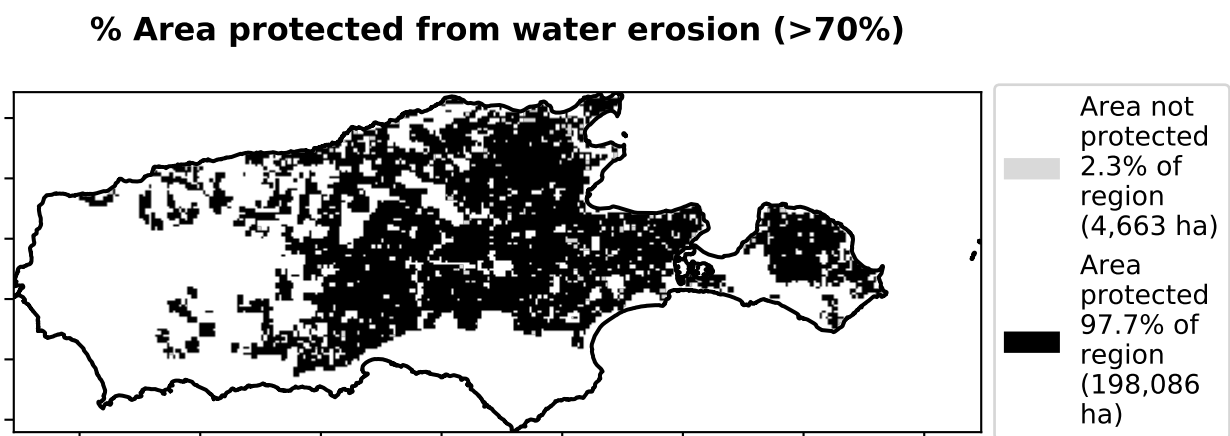 % Area protected from water erosion (>70%)
Area not
protected
2.3% of
region
(4,663 ha)
Area
protected
97.7% of
region
(198,086
ha)